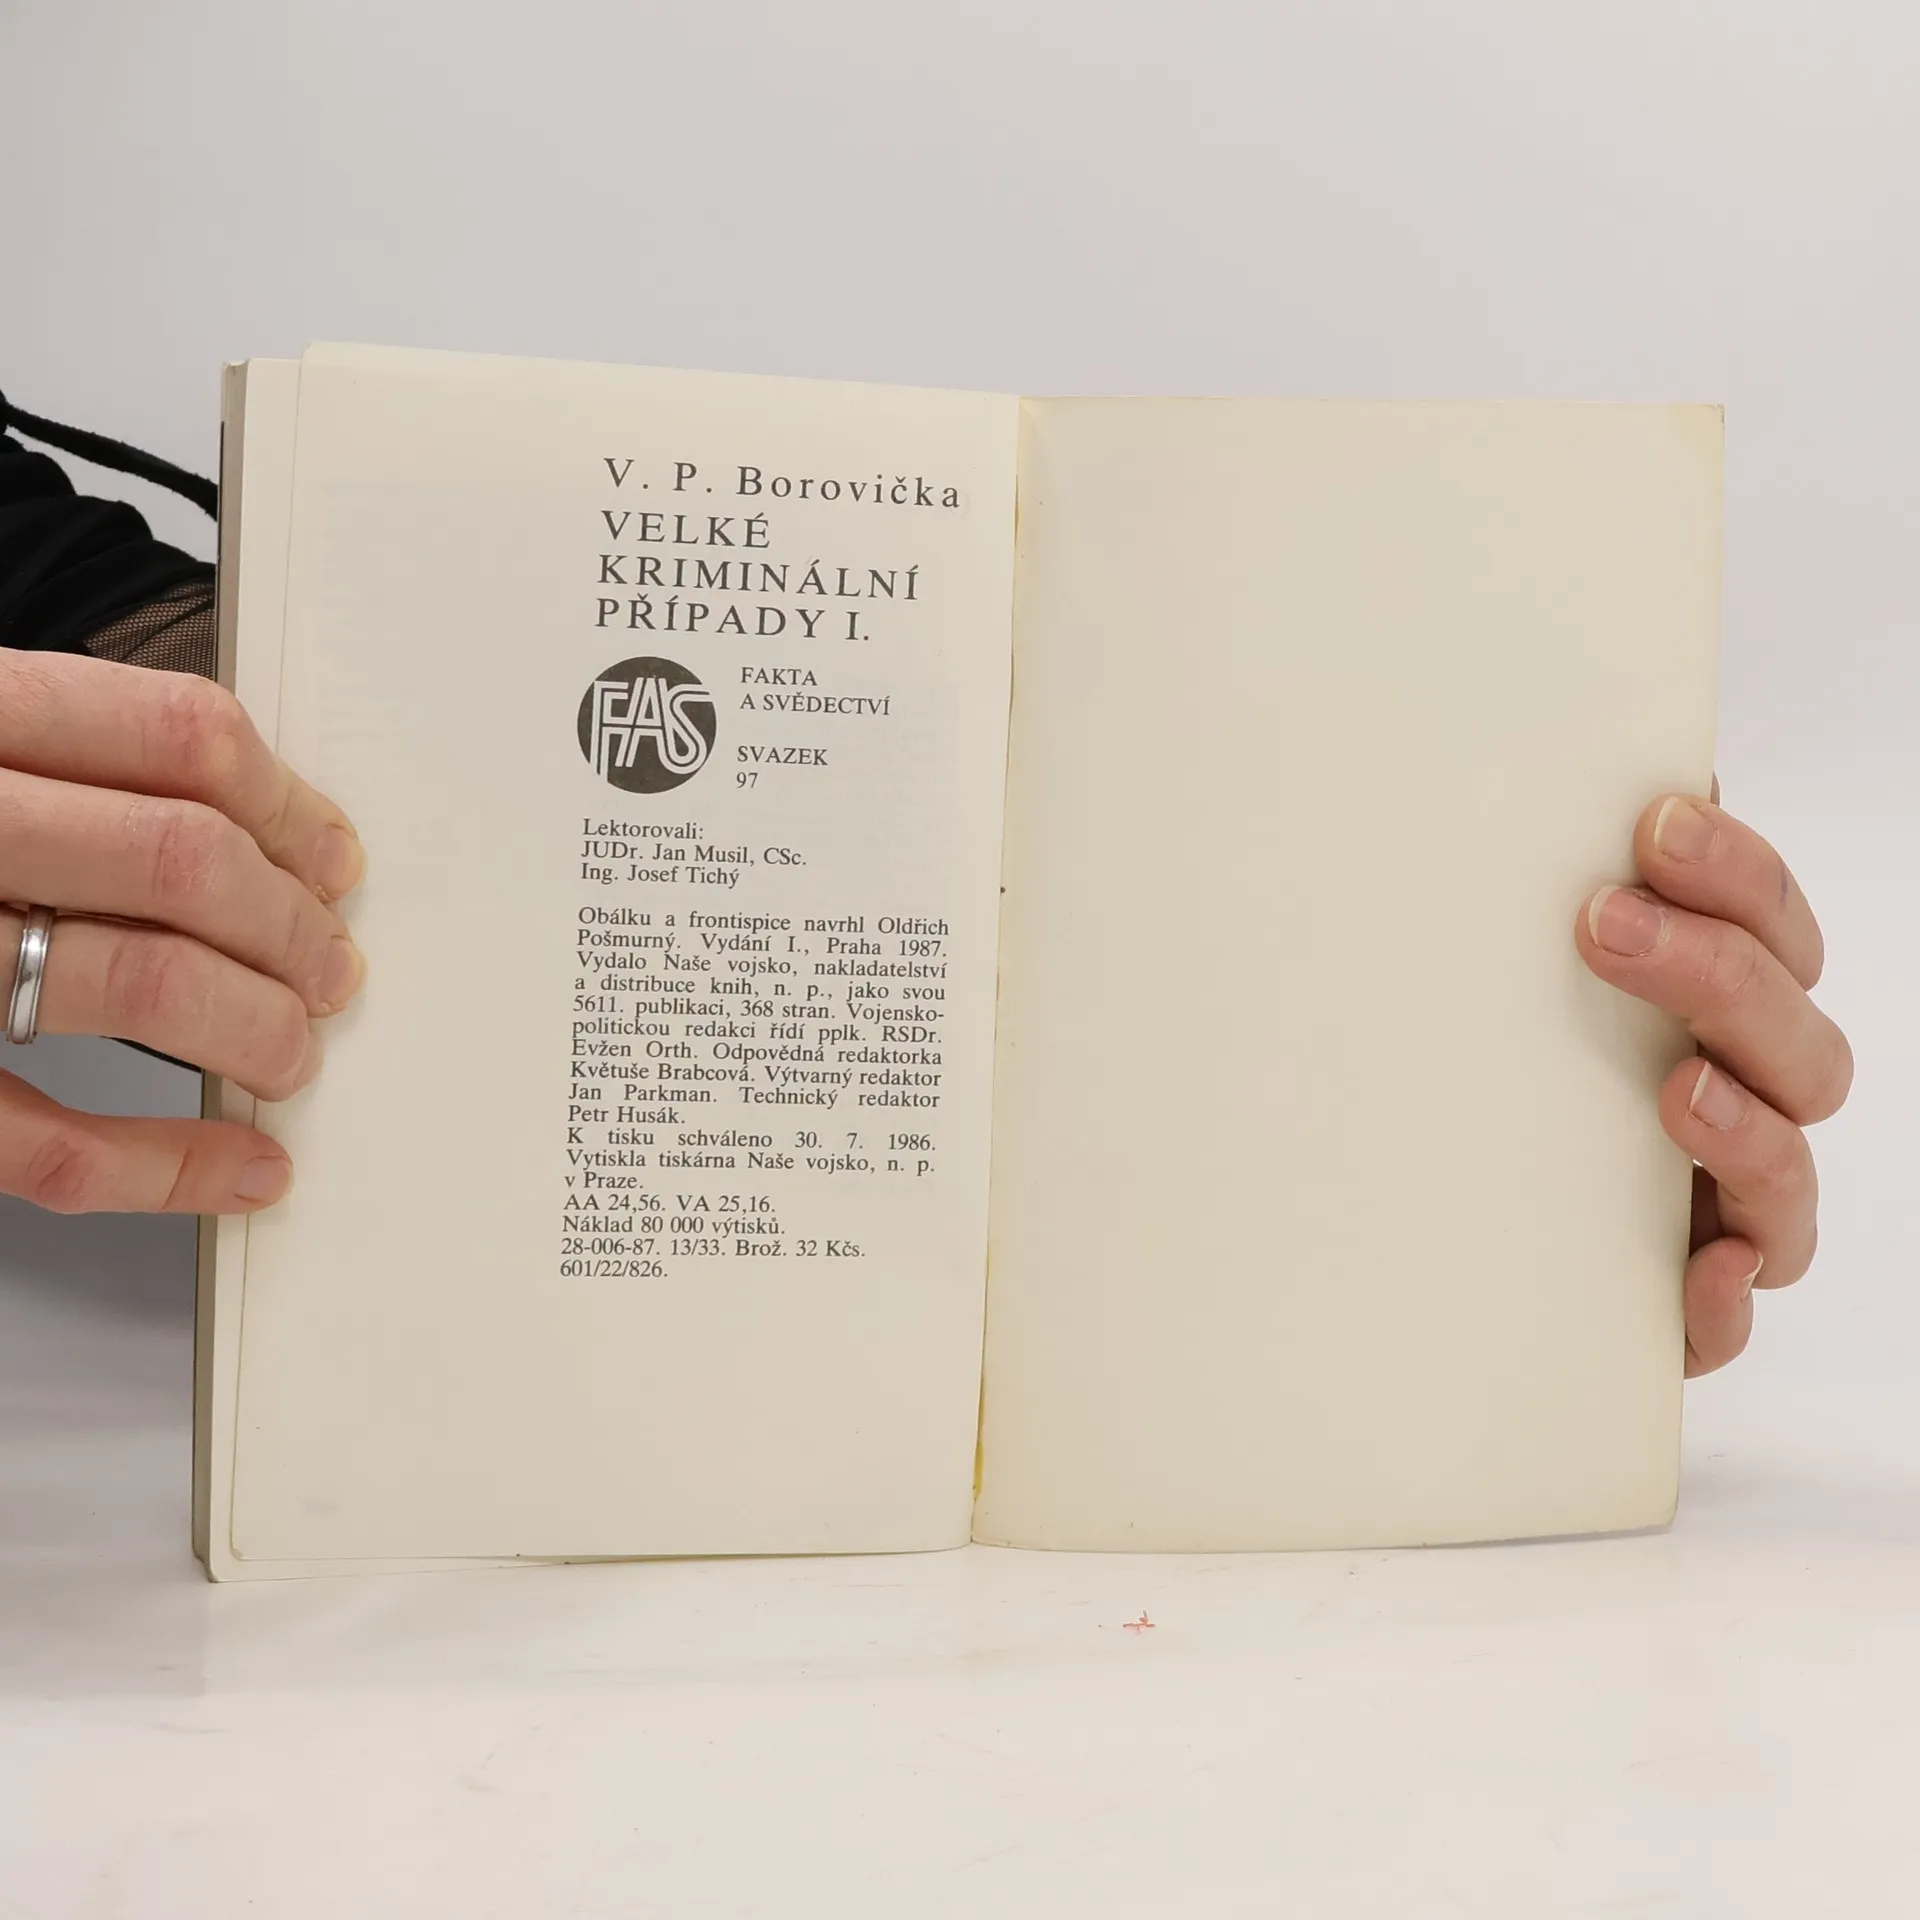 V. P. Borovička
VELKÉ
KRIMINÁLNÍ
PŘÍPADY I.
FAS
FAKTA
A SVĚDECTVÍ
SVAZEK
97
Lektorovali:
JUDr. Jan Musil, CSc.
Ing. Josef Tichý
Obálku a frontispice navrhl Oldřich
Pošmurný. Vydání I., Praha 1987.
Vydalo Naše vojsko, nakladatelství
a distribuce knih, n. p., jako svou
5611. publikaci, 368 stran. Vojensko-
politickou redakci řídí pplk. RSDr.
Evžen Orth. Odpovědná redaktorka
Květuše Brabcová. Výtvarný redaktor
Jan Parkman. Technický redaktor
Petr Husák.
K tisku schváleno 30. 7. 1986.
Vytiskla tiskárna Naše vojsko, n. p.
v Praze.
AA 24,56. VA 25,16.
Náklad 80 000 výtisků.
28-006-87. 13/33. Brož. 32 Kčs.
601/22/826.